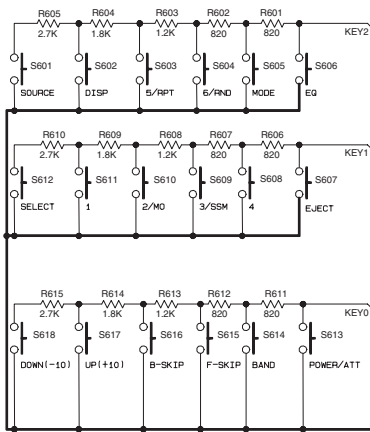 R605 R604 R603 R602 R601
2.7K 1.8K 1.2K 820 820 KEY2
S601 S602 S603 S604 S605 S606
SOURCE DISP 5/RPT 6/RND MODE EQ
R610 R609 R608 R607 R606
2.7K 1.8K 1.2K 820 820 KEY1
S612 S611 S610 S609 S608 S607
SELECT 1 2/MO 3/SSM 4 EJECT
R615 R614 R613 R612 R611
2.7K 1.8K 1.2K 820 820 KEY0
S618 S617 S616 S615 S614 S613
DOWN(-10) UP(+10) B-SKIP F-SKIP BAND POWER/ATT